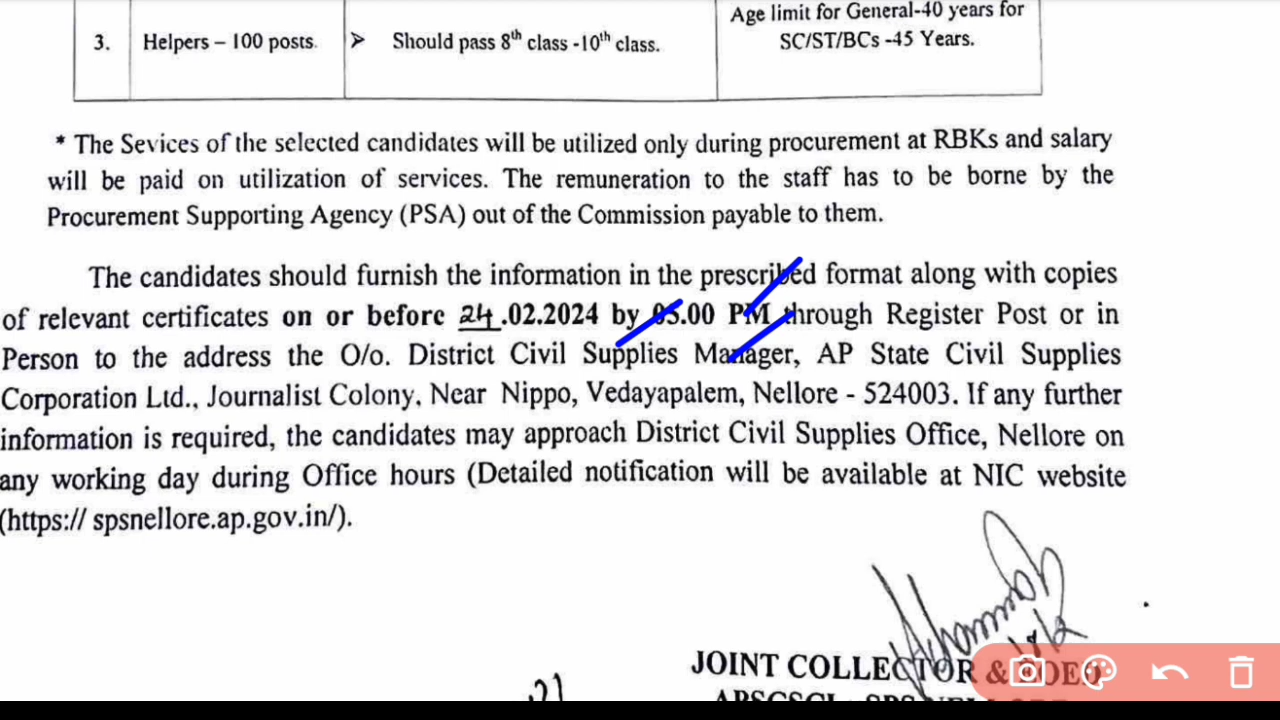 Age limit for General-40 years for
3. Helpers – 100 posts. ➤ Should pass 8th class -10th class. SC/ST/BCs -45 Years.
* The Sevices of the selected candidates will be utilized only during procurement at RBKs and salary
will be paid on utilization of services. The remuneration to the staff has to be borne by the
Procurement Supporting Agency (PSA) out of the Commission payable to them.
The candidates should furnish the information in the prescribed format along with copies
of relevant certificates on or before 24.02.2024 by 05.00 PM through Register Post or in
Person to the address the O/o. District Civil Supplies Manager, AP State Civil Supplies
Corporation Ltd., Journalist Colony, Near Nippo, Vedayapalem, Nellore - 524003. If any further
information is required, the candidates may approach District Civil Supplies Office, Nellore on
any working day during Office hours (Detailed notification will be available at NIC website
(https:// spsnellore.ap.gov.in/).
JOINT COLLECTOR &